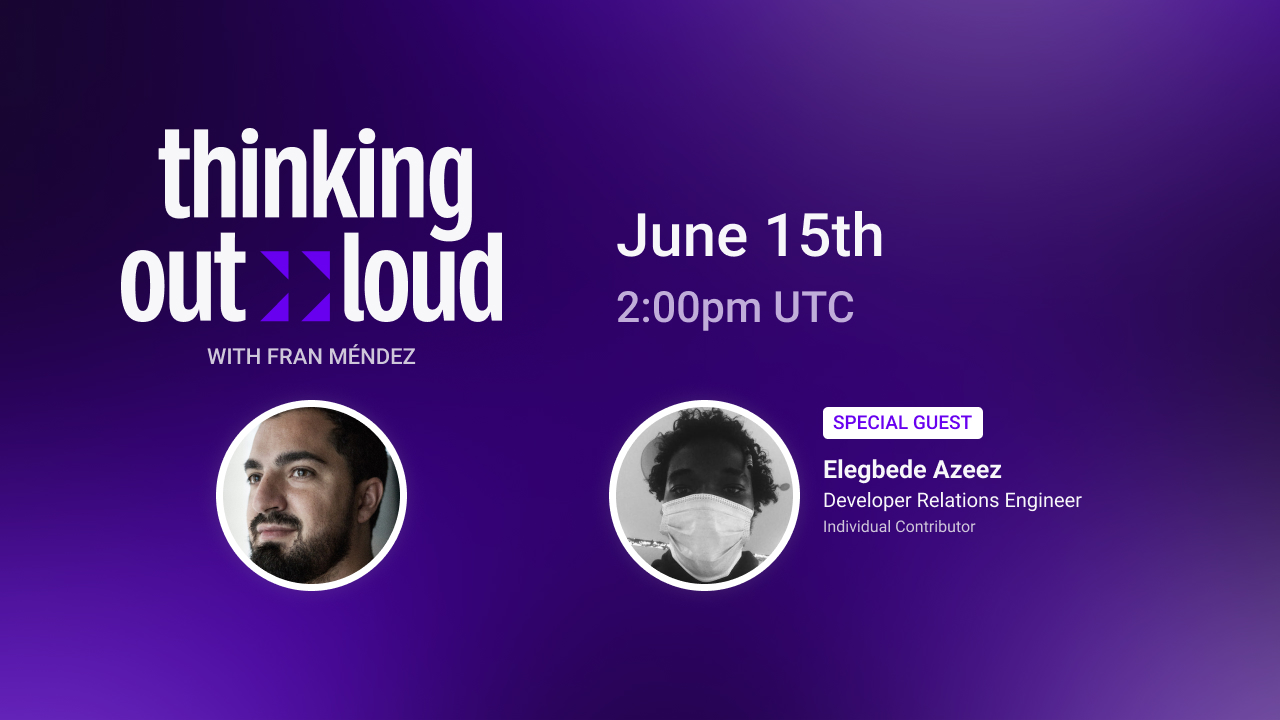 thinking
out loud
WITH FRAN MÉNDEZ
June 15th
2:00pm UTC
SPECIAL GUEST
Elegbede Azeez
Developer Relations Engineer
Individual Contributor